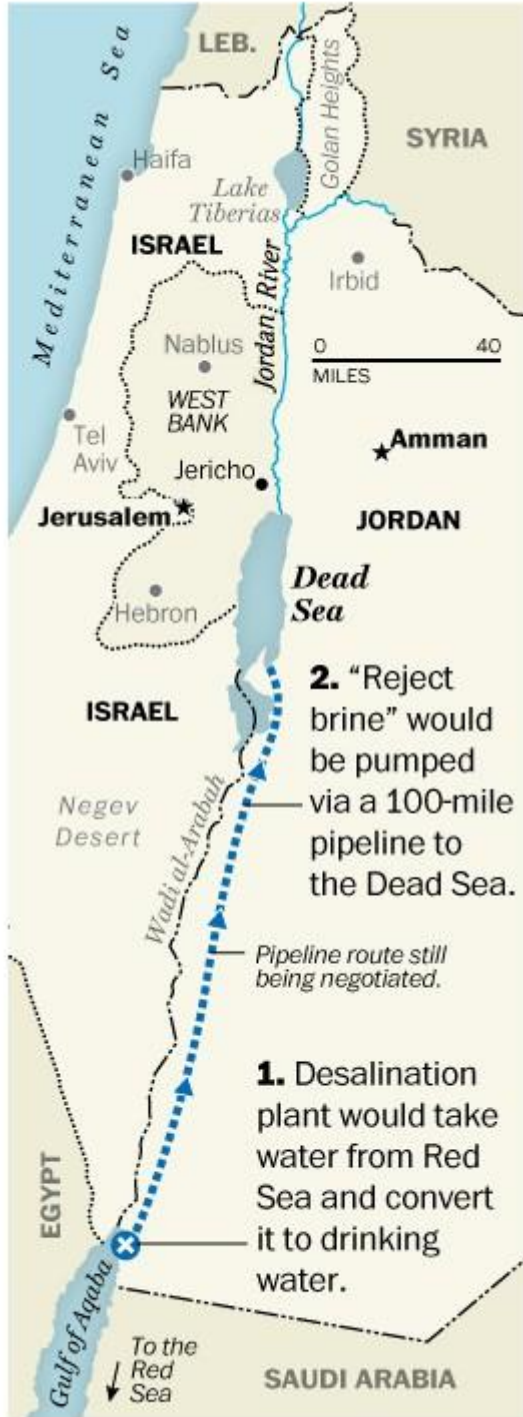 LEB.
Mediterranean Sea
Golan Heights
SYRIA
Haifa
Lake
Tiberias
ISRAEL
Jordan River
Irbid
Nablus
0 40
MILES
WEST
BANK
Tel
Aviv
Amman
Jericho
Jerusalem
JORDAN
Dead
Sea
Hebron
2. “Reject
brine” would
be pumped
via a 100-mile
pipeline to
the Dead Sea.
ISRAEL
Negev
Desert
Wadi al-Arabah
Pipeline route still
being negotiated.
1. Desalination
plant would take
water from Red
Sea and convert
it to drinking
water.
EGYPT
Gulf of Aqaba
To the
Red
Sea
SAUDI ARABIA